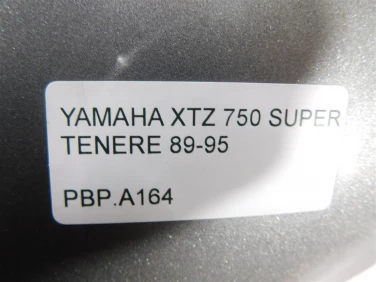 YAMAHA XTZ 750 SUPER
TENERE 89-95
PBP.A164